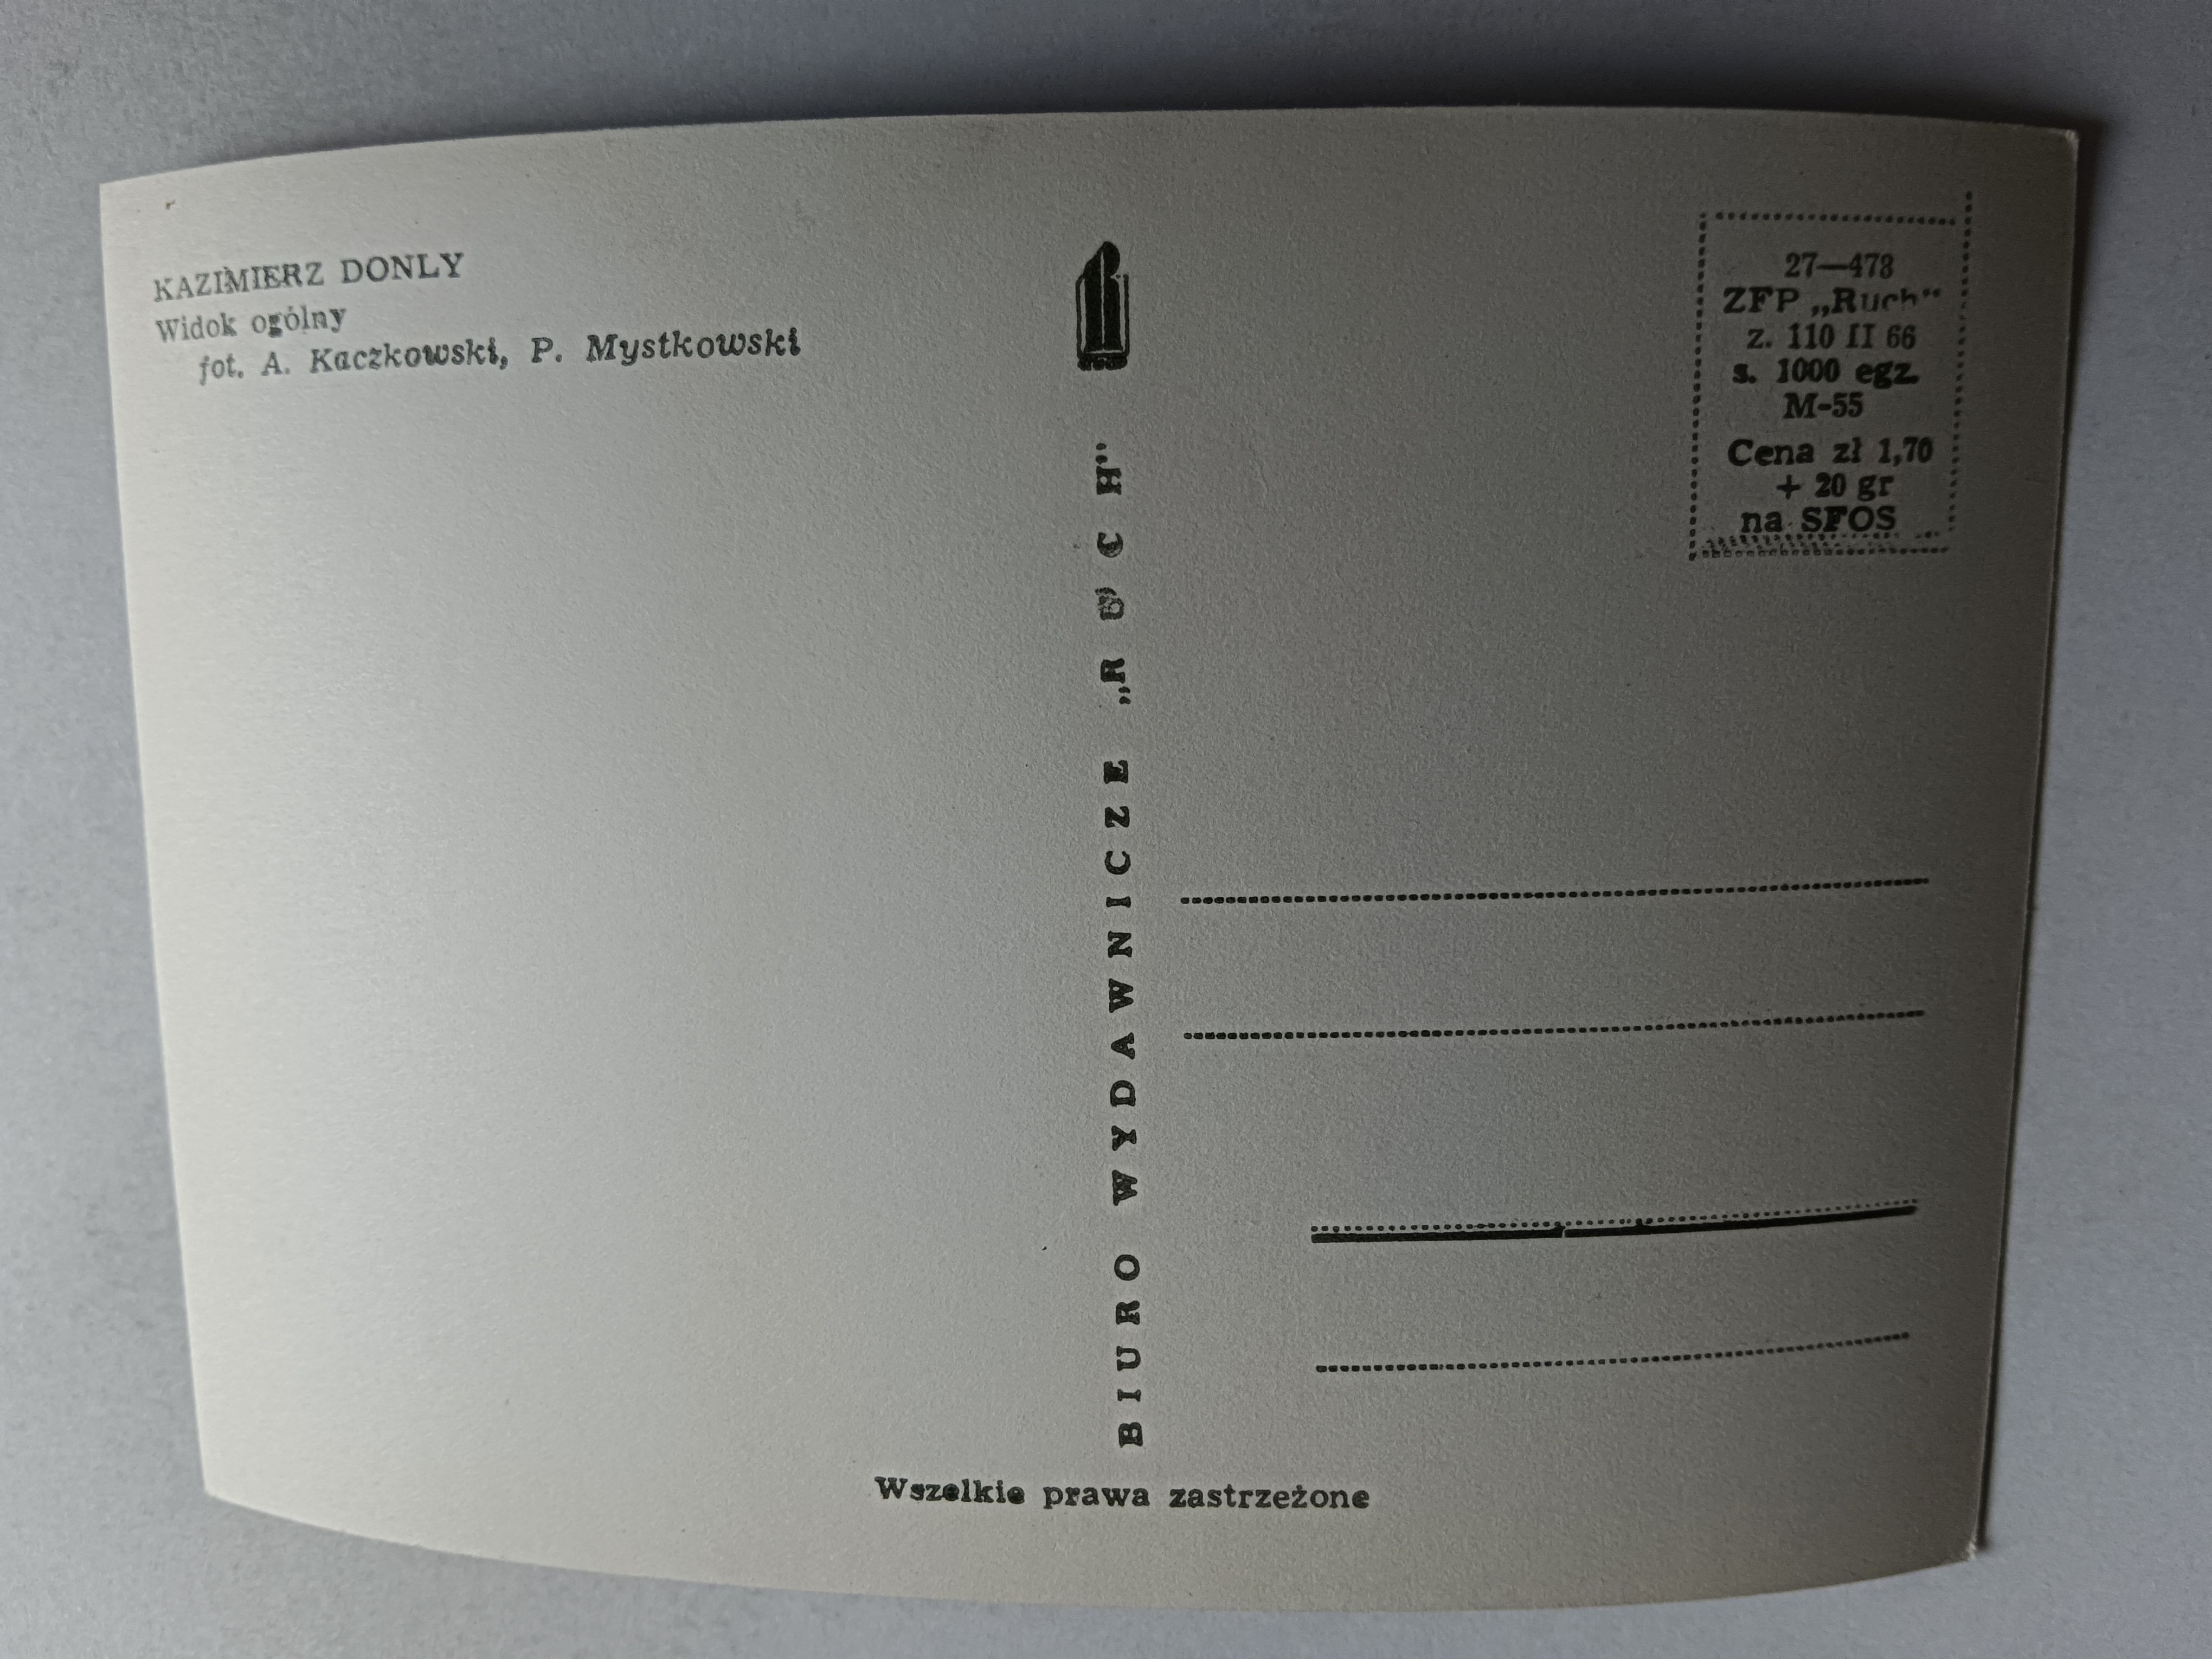 KAZIMIERZ DONLY
Widok ogólny
fot. A. Kaczkowski, P. Mystkowski
BIURO WYDAWNICZE „RUCH"
27—478
ZFP „Ruch"
z. 110 II 66
s. 1000 egz.
M-55
Cena zł 1,70
+ 20 gr
na SFOS
Wszelkie prawa zastrzeżone